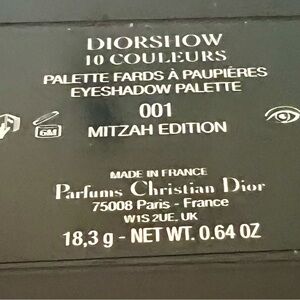 DIORSHOW
10 COULEURS
PALETTE FARDS À PAUPIÈRES
EYESHADOW PALETTE
001
MITZAH EDITION
6M
MADE IN FRANCE
Parfums Christian Dior
75008 Paris - France
W1S 2UE. UK
18,3 g - NET WT. 0.64 OZ